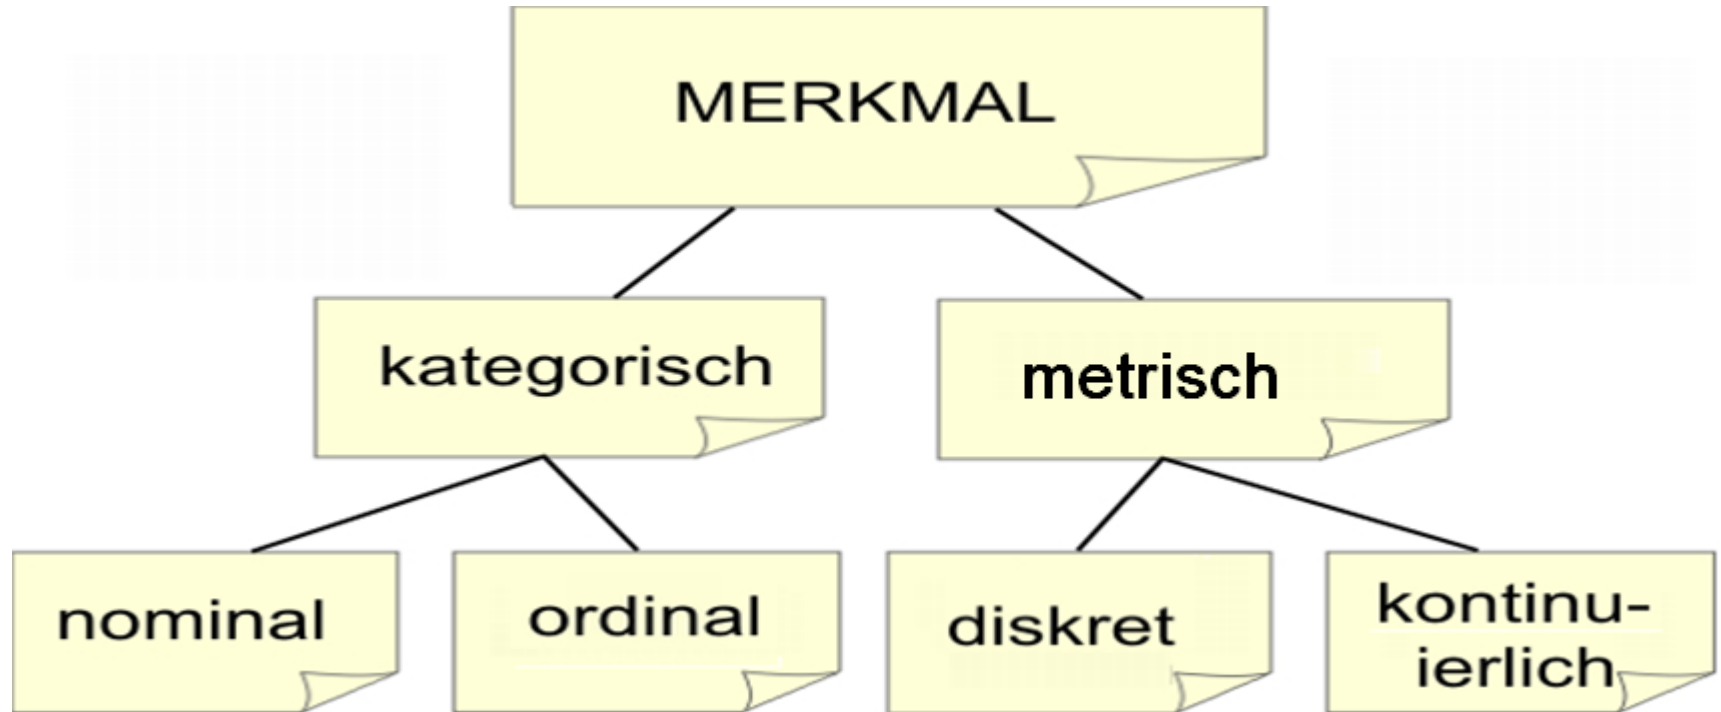 MERKMAL
kategorisch
metrisch
nominal
ordinal
diskret
kontinu-
ierlich